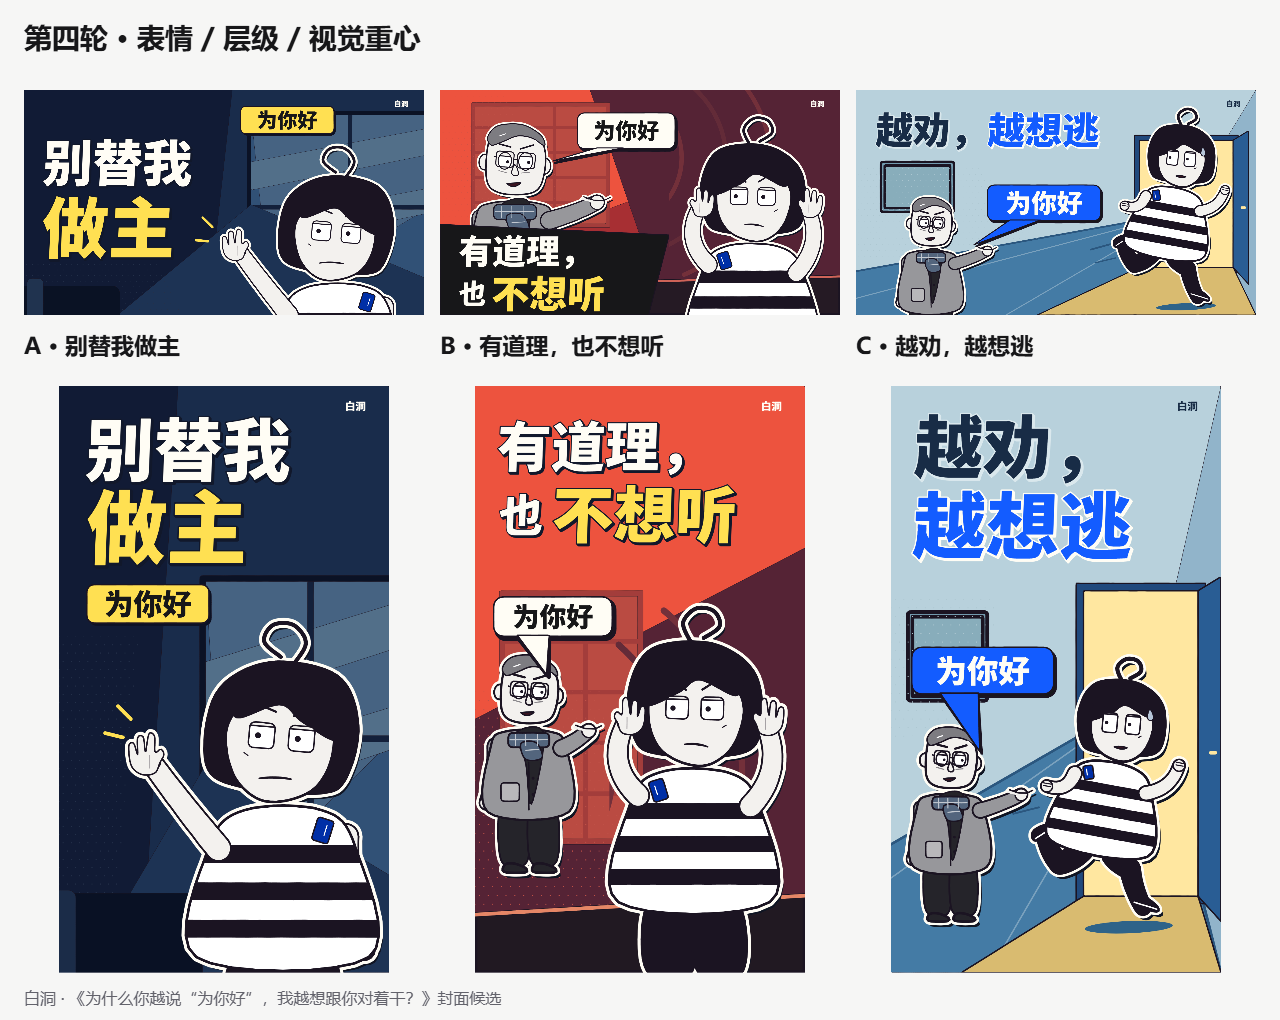 第四轮 · 表情 / 层级 / 视觉重心
白洞
为你好
别替我
做主
白洞
为你好
有道理，
也 不想听
白洞
越劝，越想逃
为你好
A · 别替我做主
B · 有道理，也不想听
C · 越劝，越想逃
白洞
别替我
做主
为你好
白洞
有道理，
也 不想听
为你好
白洞
越劝，
越想逃
为你好
白洞 · 《为什么你越说“为你好”，我越想跟你对着干？》封面候选